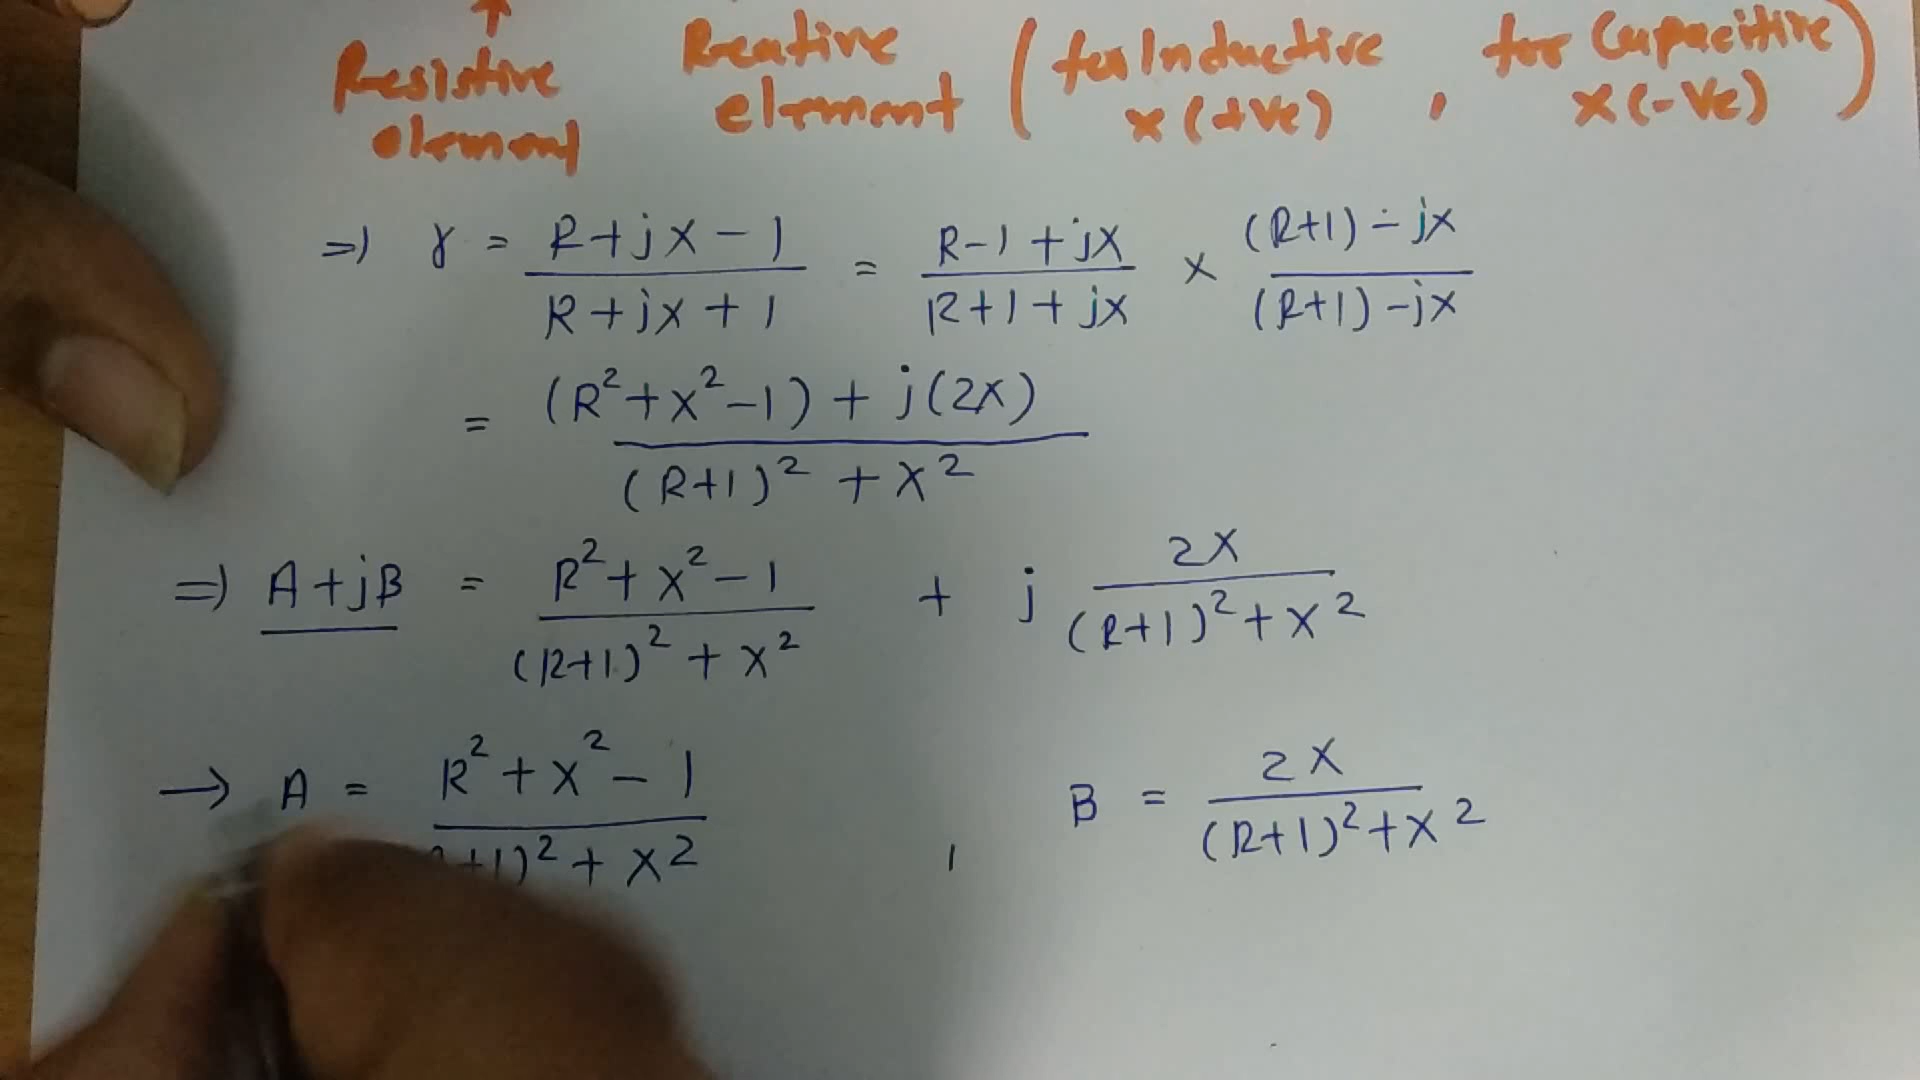 ↑
Resistive element
Reative element ( for Inductive x (+ve) , for Capacitive x (-ve) )
=) γ = (R+jx-1)/(R+jx+1) = (R-1+jx)/(R+1+jx) × ((R+1)-jx)/((R+1)-jx)
= ((R²+x²-1)+j(2x))/((R+1)²+x²)
=) A+jB = (R²+x²-1)/((R+1)²+x²) + j 2x/((R+1)²+x²)
→ A = (R²+x²-1)/(+1)²+x² , B = 2x/((R+1)²+x²)